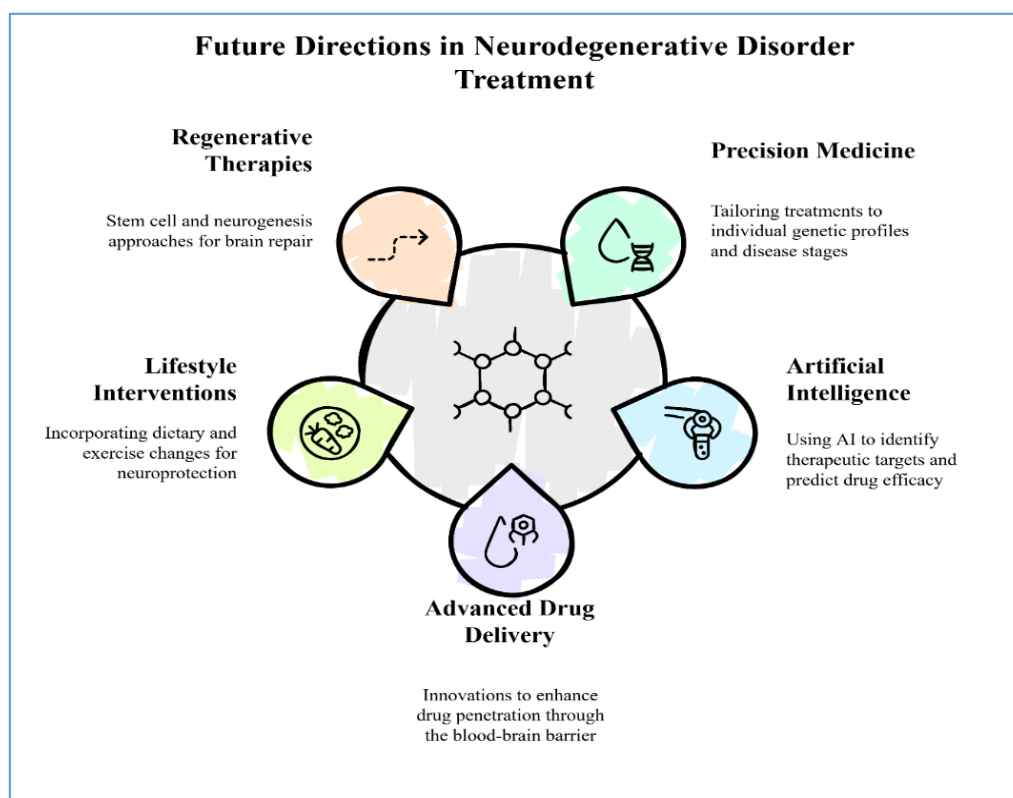 Future Directions in Neurodegenerative Disorder
Treatment
Regenerative
Therapies
Stem cell and neurogenesis
approaches for brain repair
Precision Medicine
Tailoring treatments to
individual genetic profiles
and disease stages
Lifestyle
Interventions
Incorporating dietary and
exercise changes for
neuroprotection
Artificial
Intelligence
Using AI to identify
therapeutic targets and
predict drug efficacy
Advanced Drug
Delivery
Innovations to enhance
drug penetration through
the blood-brain barrier